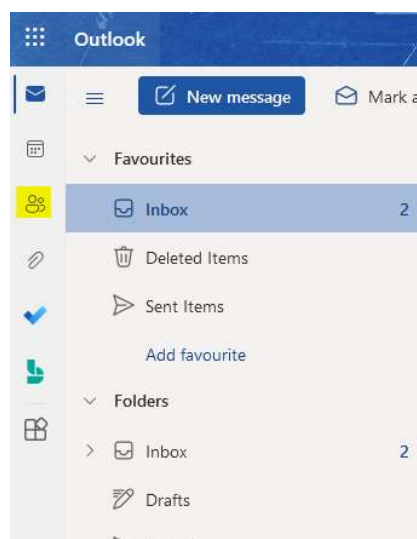 Outlook
New message
Mark a
Favourites
Inbox 2
Deleted Items
Sent Items
Add favourite
Folders
Inbox 2
Drafts